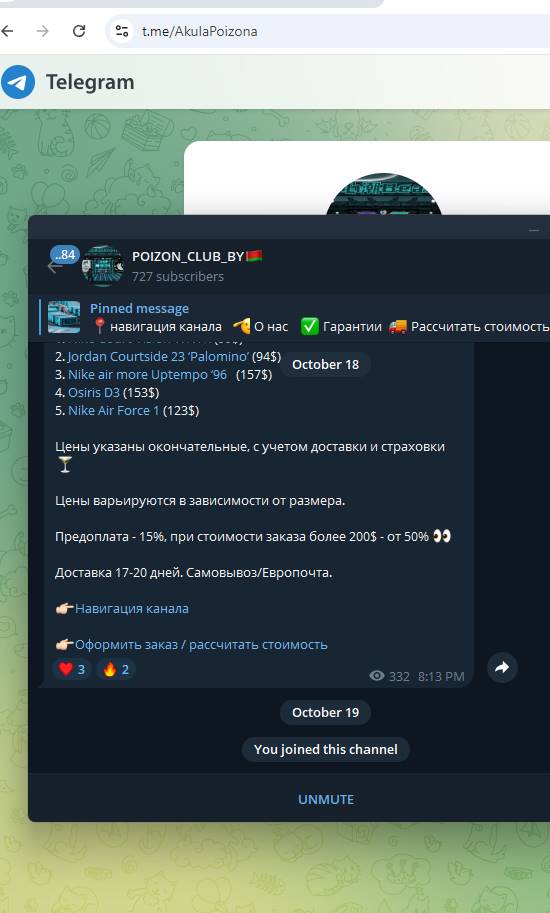 t.me/AkulaPoizona
Telegram
..84
POIZON_CLUB_BY🇧🇾
727 subscribers
Pinned message
📍навигация канала 🤙О нас ✅ Гарантии 🚚 Рассчитать стоимость
2. Jordan Courtside 23 ‘Palomino’ (94$)
October 18
3. Nike air more Uptempo ’96 (157$)
4. Osiris D3 (153$)
5. Nike Air Force 1 (123$)
Цены указаны окончательные, с учетом доставки и страховки
🍸
Цены варьируются в зависимости от размера.
Предоплата - 15%, при стоимости заказа более 200$ - от 50% 👀
Доставка 17-20 дней. Самовывоз/Европочта.
👉🏻Навигация канала
👉🏻Оформить заказ / рассчитать стоимость
❤️ 3 🔥 2
332 8:13 PM
October 19
You joined this channel
UNMUTE